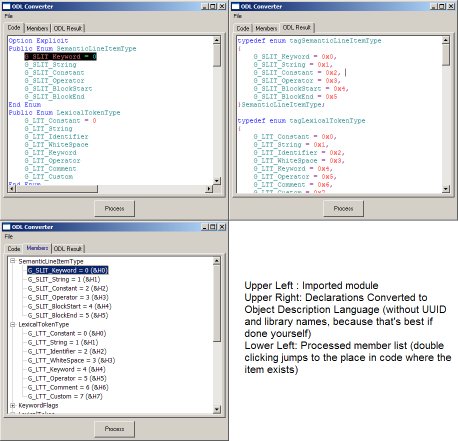 ODL Converter
File
Code Members ODL Result
Option Explicit
Public Enum SemanticLineItemType
G_SLIT_Keyword = 0
G_SLIT_String
G_SLIT_Constant
G_SLIT_Operator
G_SLIT_BlockStart
G_SLIT_BlockEnd
End Enum
Public Enum LexicalTokenType
G_LTT_Constant = 0
G_LTT_String
G_LTT_Identifier
G_LTT_WhiteSpace
G_LTT_Keyword
G_LTT_Operator
G_LTT_Comment
G_LTT_Custom
End Enum
Process
ODL Converter
File
Code Members ODL Result
typedef enum tagSemanticLineItemType
{
G_SLIT_Keyword = 0x0,
G_SLIT_String = 0x1,
G_SLIT_Constant = 0x2,
G_SLIT_Operator = 0x3,
G_SLIT_BlockStart = 0x4,
G_SLIT_BlockEnd = 0x5
}SemanticLineItemType;
typedef enum tagLexicalTokenType
{
G_LTT_Constant = 0x0,
G_LTT_String = 0x1,
G_LTT_Identifier = 0x2,
G_LTT_WhiteSpace = 0x3,
G_LTT_Keyword = 0x4,
G_LTT_Operator = 0x5,
G_LTT_Comment = 0x6,
G_LTT_Custom = 0x7
Process
ODL Converter
File
Code Members ODL Result
SemanticLineItemType
G_SLIT_Keyword = 0 (&H0)
G_SLIT_String = 1 (&H1)
G_SLIT_Constant = 2 (&H2)
G_SLIT_Operator = 3 (&H3)
G_SLIT_BlockStart = 4 (&H4)
G_SLIT_BlockEnd = 5 (&H5)
LexicalTokenType
G_LTT_Constant = 0 (&H0)
G_LTT_String = 1 (&H1)
G_LTT_Identifier = 2 (&H2)
G_LTT_WhiteSpace = 3 (&H3)
G_LTT_Keyword = 4 (&H4)
G_LTT_Operator = 5 (&H5)
G_LTT_Comment = 6 (&H6)
G_LTT_Custom = 7 (&H7)
KeywordFlags
LexicalToken
Process
Upper Left : Imported module
Upper Right: Declarations Converted to
Object Description Language (without UUID
and library names, because that's best if
done yourself)
Lower Left: Processed member list (double
clicking jumps to the place in code where the
item exists)